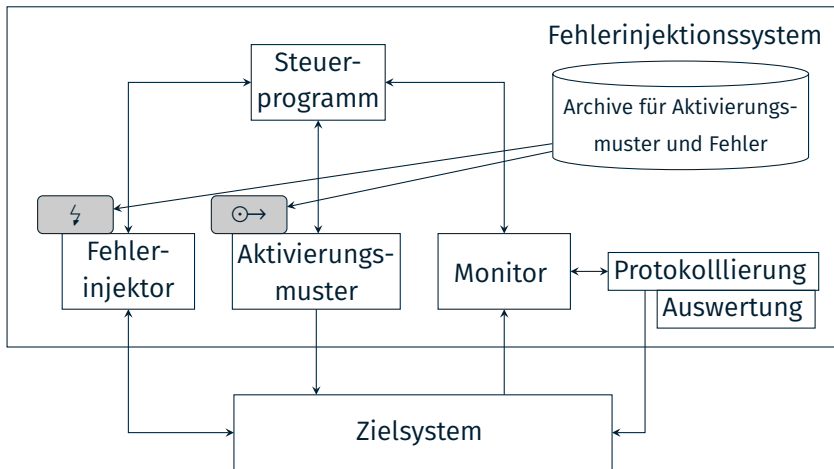 Fehlerinjektionssystem
Steuer-
programm
Archive für Aktivierungs-
muster und Fehler
Fehler-
injektor
Aktivierungs-
muster
Monitor
Protokolllierung
Auswertung
Zielsystem